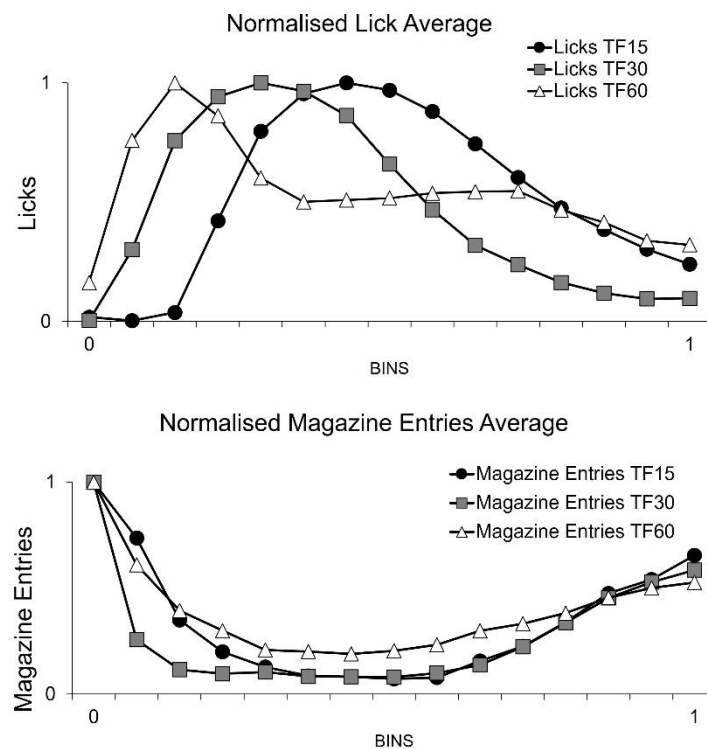 Normalised Lick Average
Licks TF15
Licks TF30
Licks TF60
1
Licks
0
0
1
BINS
Normalised Magazine Entries Average
Magazine Entries TF15
Magazine Entries TF30
Magazine Entries TF60
1
Magazine Entries
0
0
1
BINS